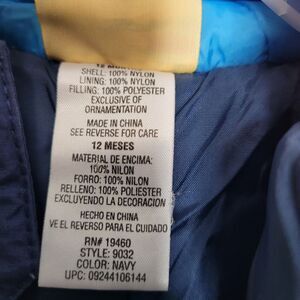 12 MONTHS
SHELL: 100% NYLON
LINING: 100% NYLON
FILLING: 100% POLYESTER
EXCLUSIVE OF
ORNAMENTATION
MADE IN CHINA
SEE REVERSE FOR CARE
12 MESES
MATERIAL DE ENCIMA:
100% NILON
FORRO: 100% NILON
RELLENO: 100% POLIESTER
EXCLUYENDO LA DECORACION
HECHO EN CHINA
VE EL REVERSO PARA EL CUIDADO
RN# 19460
STYLE: 9032
COLOR: NAVY
UPC: 09244106144